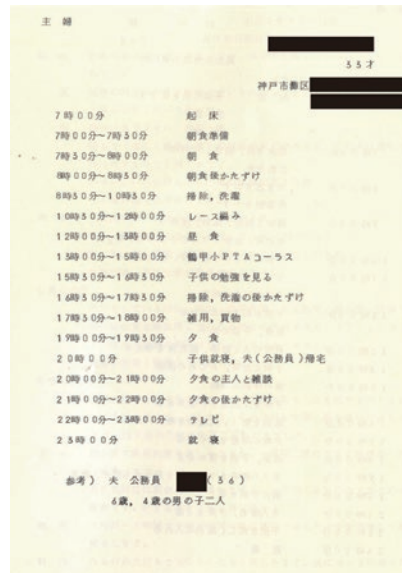 主 婦
33才
神戸市灘区
7時00分 起 床
7時00分~7時30分 朝食準備
7時30分~8時00分 朝 食
8時00分~8時30分 朝食後かたずけ
8時30分~10時30分 掃除,洗濯
10時30分~12時00分 レース編み
12時00分~13時00分 昼 食
13時00分~15時00分 鶴甲小PTAコーラス
15時30分~16時30分 子供の勉強を見る
16時30分~17時30分 掃除,洗濯の後かたずけ
17時30分~18時00分 雑用,買物
19時00分~19時30分 夕 食
20時00分 子供就寝,夫(公務員)帰宅
20時00分~21時00分 夕食の主人と雑談
21時00分~22時00分 夕食の後かたずけ
22時00分~23時00分 テレビ
23時00分 就 寝
参考) 夫 公務員 (36)
6歳,4歳の男の子二人